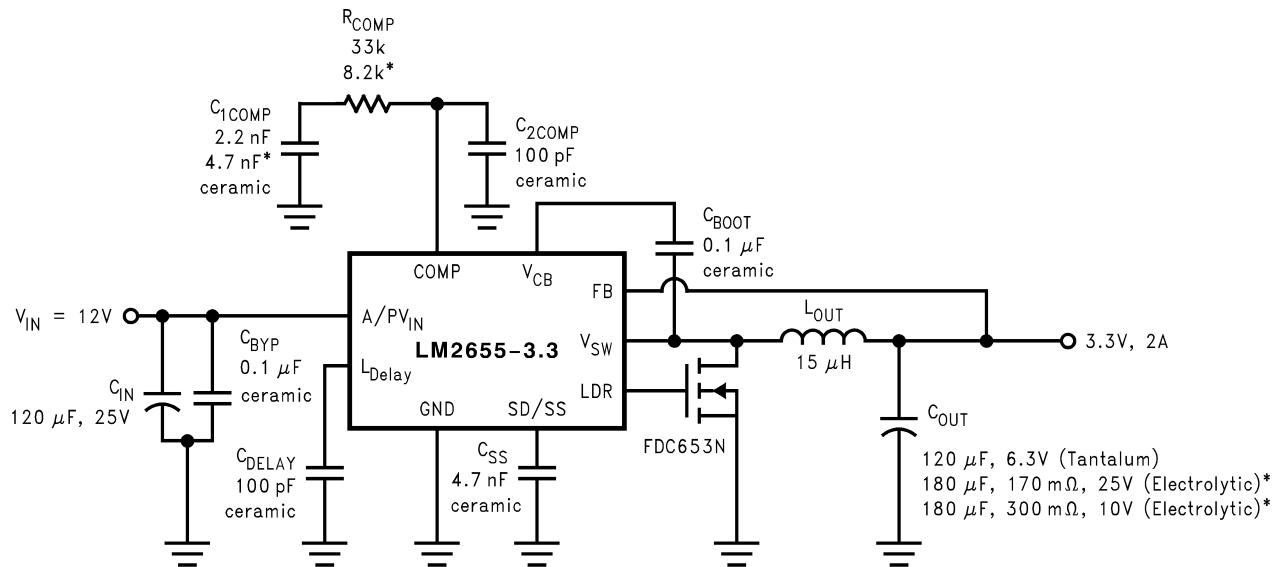 RCOMP
33k
8.2k*
C1COMP
2.2 nF
4.7 nF*
ceramic
C2COMP
100 pF
ceramic
CBOOT
0.1 μF
ceramic
COMP
VCB
FB
VIN = 12V
A/PVIN
LM2655-3.3
VSW
LOUT
15 μH
3.3V, 2A
CBYP
0.1 μF
ceramic
LDelay
LDR
CIN
120 μF, 25V
GND
SD/SS
FDC653N
COUT
120 μF, 6.3V (Tantalum)
180 μF, 170 mΩ, 25V (Electrolytic)*
180 μF, 300 mΩ, 10V (Electrolytic)*
CDELAY
100 pF
ceramic
CSS
4.7 nF
ceramic